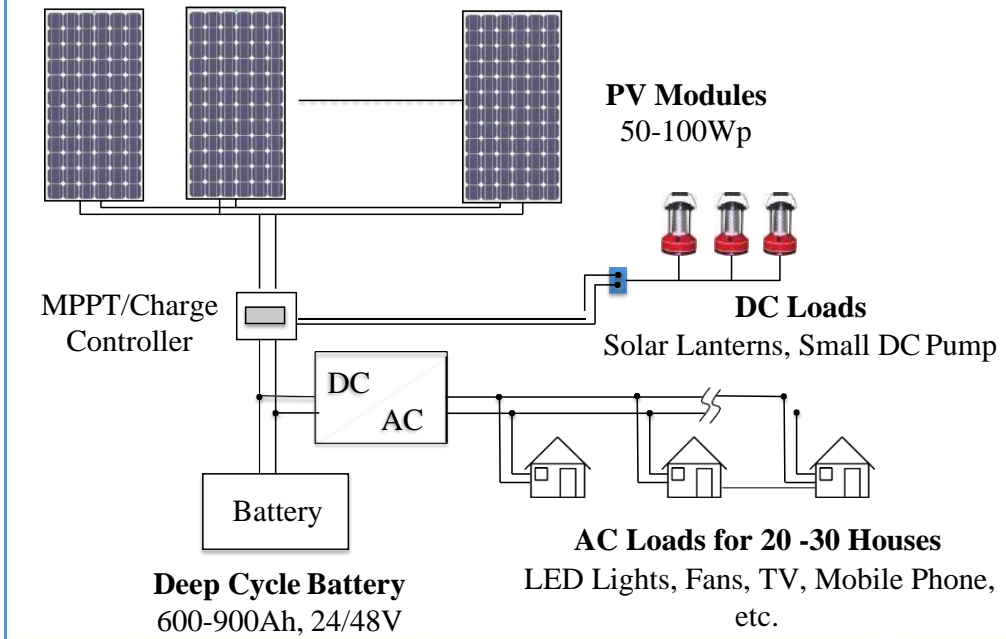 PV Modules
50-100Wp
MPPT/Charge
Controller
DC Loads
Solar Lanterns, Small DC Pump
DC
AC
Battery
Deep Cycle Battery
600-900Ah, 24/48V
AC Loads for 20 -30 Houses
LED Lights, Fans, TV, Mobile Phone,
etc.